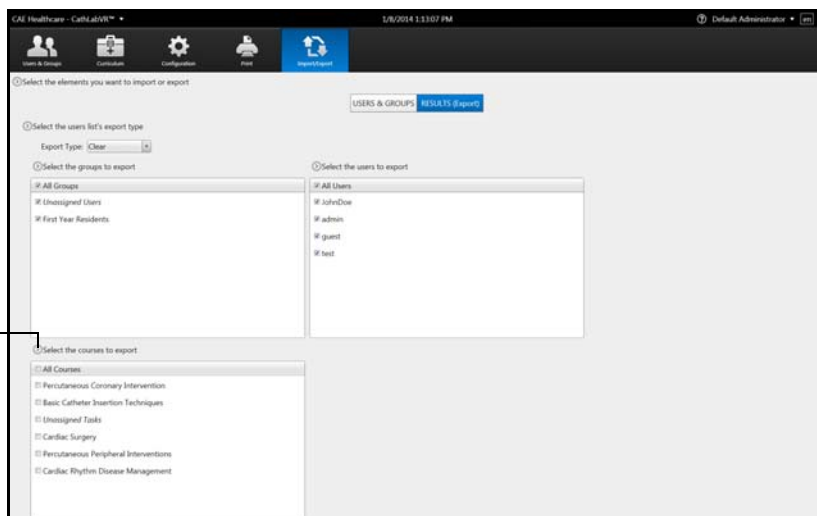 CAE Healthcare - CathLabVR™
1/8/2014 1:13:07 PM
Default Administrator
en
Users & Groups
Curriculum
Configuration
Print
Import/Export
Select the elements you want to import or export
USERS & GROUPS
RESULTS (Export)
Select the users list's export type
Export Type: Clear
Select the groups to export
Select the users to export
All Groups
All Users
Unassigned Users
JohnDoe
First Year Residents
admin
guest
test
Select the courses to export
All Courses
Percutaneous Coronary Intervention
Basic Catheter Insertion Techniques
Unassigned Tasks
Cardiac Surgery
Percutaneous Peripheral Interventions
Cardiac Rhythm Disease Management